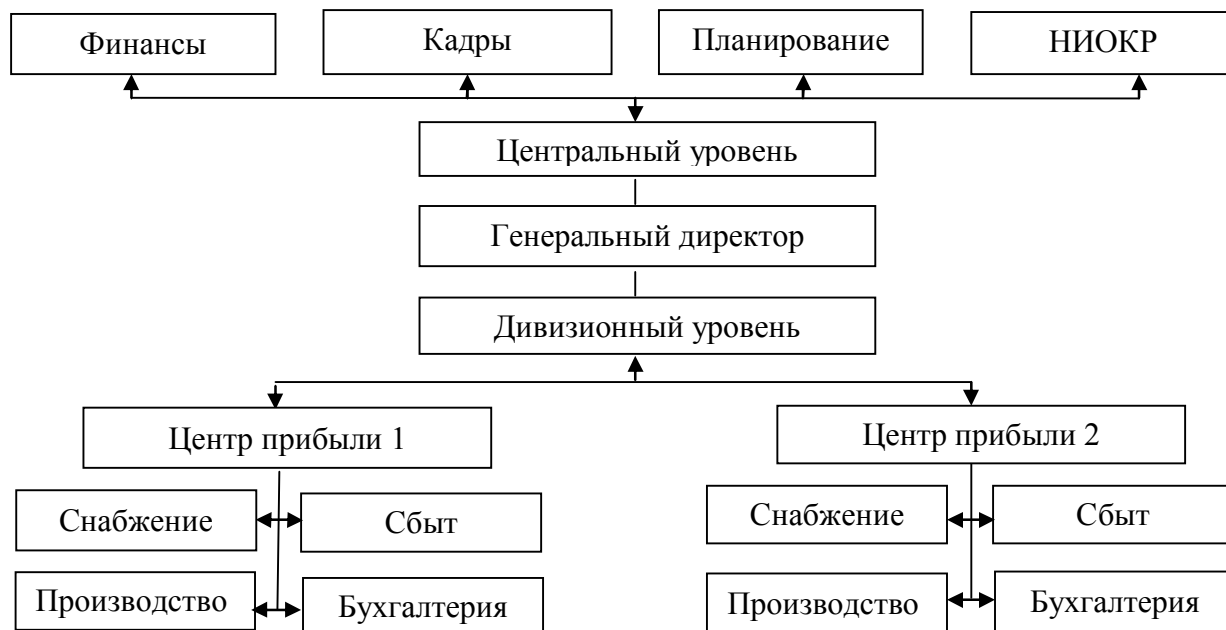 Финансы
Кадры
Планирование
НИОКР
Центральный уровень
Генеральный директор
Дивизионный уровень
Центр прибыли 1
Центр прибыли 2
Снабжение
Сбыт
Снабжение
Сбыт
Производство
Бухгалтерия
Производство
Бухгалтерия